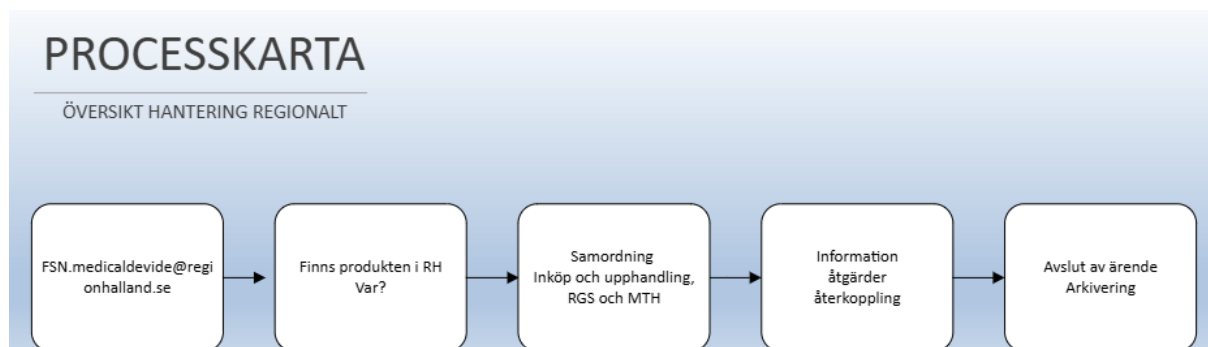 PROCESSKARTA
ÖVERSIKT HANTERING REGIONALT
FSN.medicaldevide@regi
onhalland.se
Finns produkten i RH
Var?
Samordning
Inköp och upphandling,
RGS och MTH
Information
åtgärder
återkoppling
Avslut av ärende
Arkivering